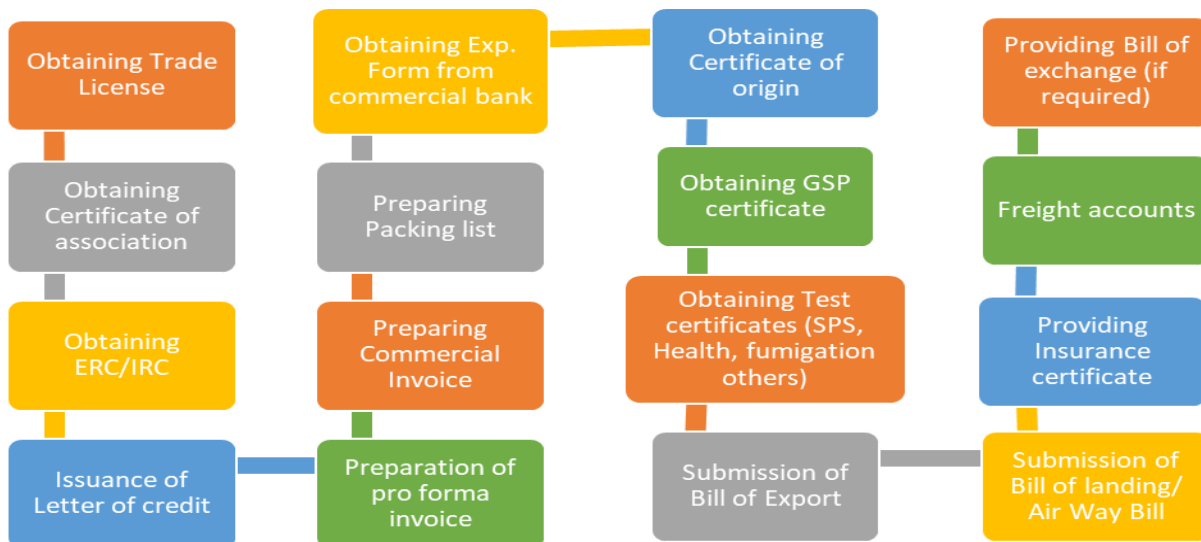 Obtaining Trade
License
Obtaining
Certificate of
association
Obtaining
ERC/IRC
Issuance of
Letter of credit
Preparation of
pro forma
invoice
Preparing
Commercial
Invoice
Preparing
Packing list
Obtaining Exp.
Form from
commercial bank
Obtaining
Certificate of
origin
Obtaining GSP
certificate
Obtaining Test
certificates (SPS,
Health, fumigation
others)
Submission of
Bill of Export
Submission of
Bill of landing/
Air Way Bill
Providing
Insurance
certificate
Freight accounts
Providing Bill of
exchange (if
required)